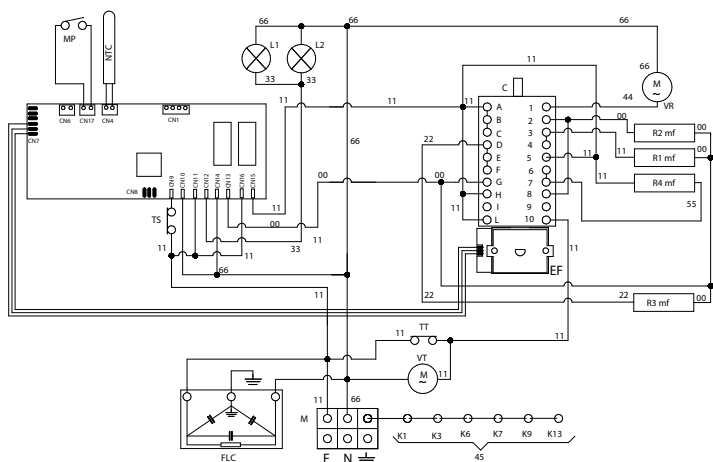 66
66
MP
NTC
L1
L2
11
66
M
~
C
44
VR
33
33
11
11
11
A
1
B
2
00
R2 mf
00
CN6
CN17
CN4
CN1
C
3
CN7
22
D
4
11
R1 mf
00
66
E
5
11
F
6
11
R4 mf
00
00
G
7
55
CN8
CN9
CN10
CN11
CN12
CN14
CN13
CN16
CN15
H
8
11
I
9
11
L
10
TS
00
11
11
11
33
11
66
EF
11
22
22
R3 mf
00
TT
11
11
VT
M
~
11
11
66
M
F
N
K1
K3
K6
K7
K9
K13
45
FLC